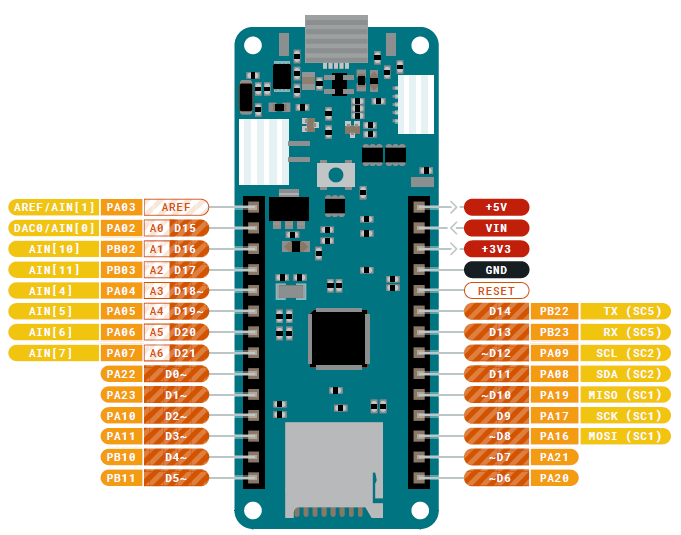 AREF/AIN[1] PA03 AREF +5V
DAC0/AIN[0] PA02 A0 D15 VIN
AIN[10] PB02 A1 D16 +3V3
AIN[11] PB03 A2 D17 GND
AIN[4] PA04 A3 D18~ RESET
AIN[5] PA05 A4 D19~ D14 PB22 TX (SC5)
AIN[6] PA06 A5 D20 D13 PB23 RX (SC5)
AIN[7] PA07 A6 D21 ~D12 PA09 SCL (SC2)
PA22 D0~ D11 PA08 SDA (SC2)
PA23 D1~ ~D10 PA19 MISO (SC1)
PA10 D2~ D9 PA17 SCK (SC1)
PA11 D3~ ~D8 PA16 MOSI (SC1)
PB10 D4~ ~D7 PA21
PB11 D5~ ~D6 PA20